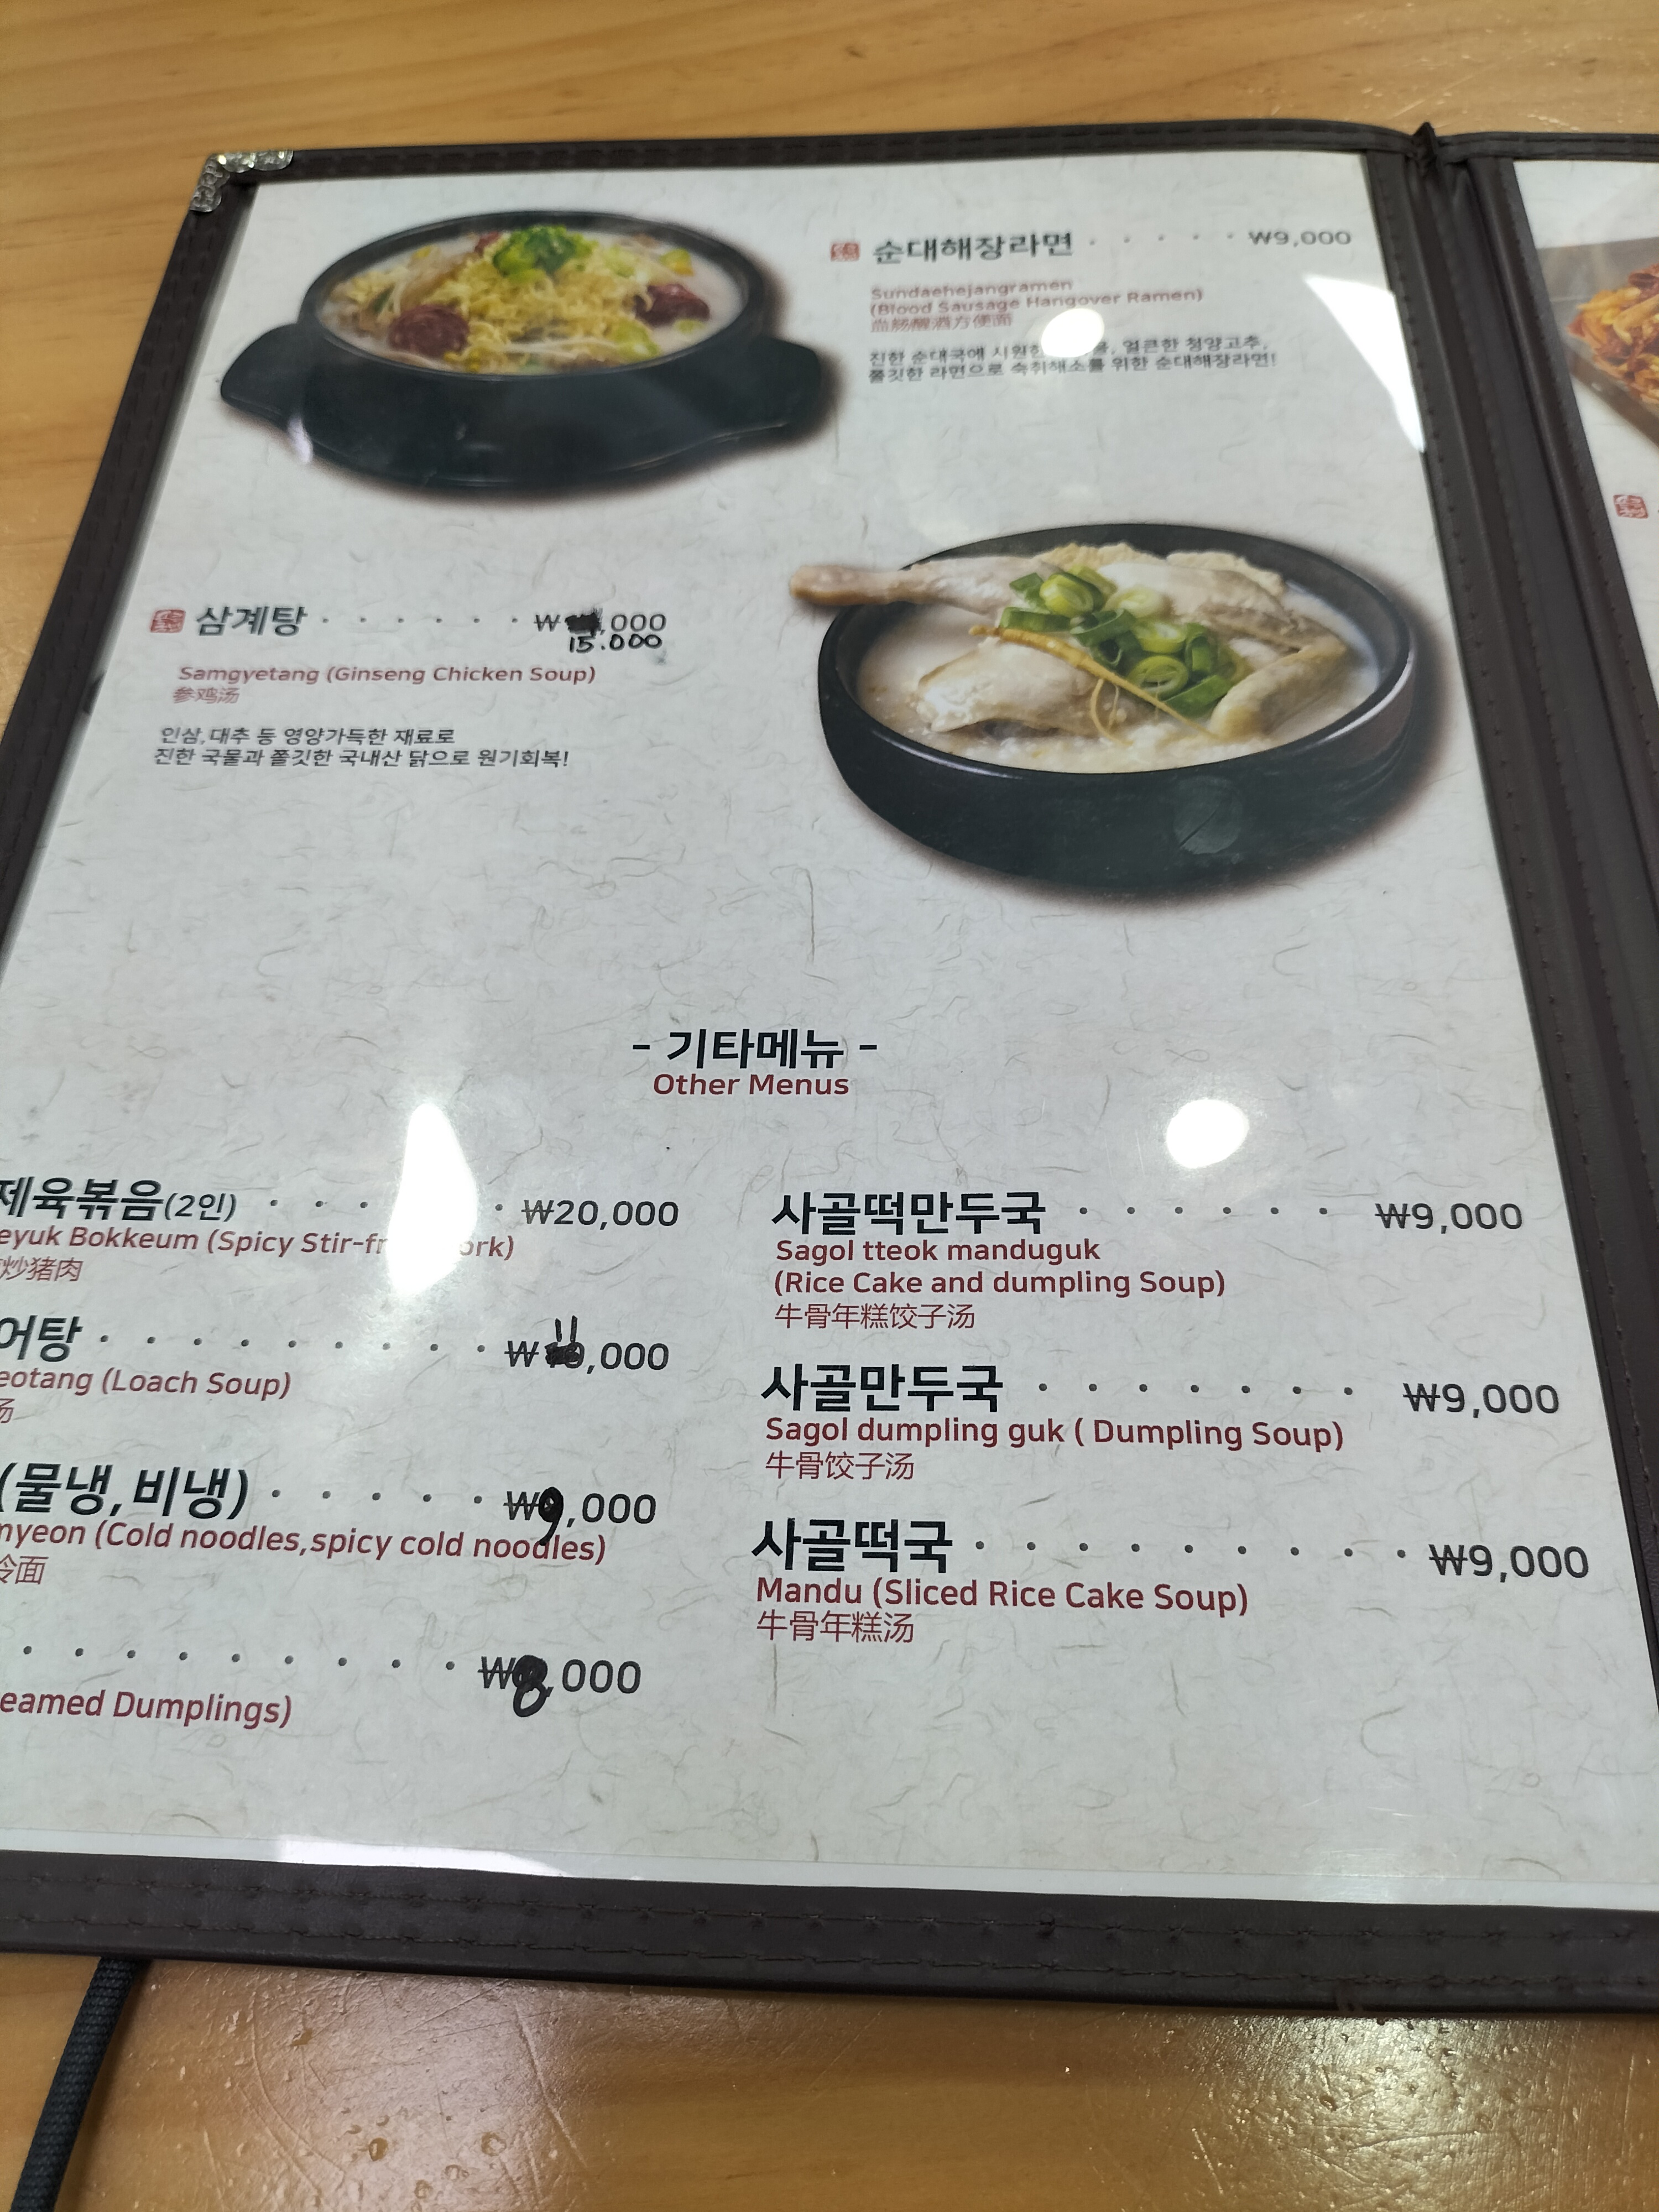 순대해장라면 · · · · · ₩9,000
Sundaehejangramen
(Blood Sausage Hangover Ramen)
血肠醒酒方便面
진한 순대국에 시원한 얼큰한 청양고추,
쫄깃한 라면으로 숙취해소를 위한 순대해장라면!
삼계탕 · · · · · · ₩ ,000
15.000
Samgyetang (Ginseng Chicken Soup)
参鸡汤
인삼,대추 등 영양가득한 재료로
진한 국물과 쫄깃한 국내산 닭으로 원기회복!
- 기타메뉴 -
Other Menus
제육볶음(2인) · · · · ₩20,000
eyuk Bokkeum (Spicy Stir-fr ork)
炒猪肉
어탕 · · · · · · · · · ₩11,000
eotang (Loach Soup)
汤
(물냉,비냉) · · · · · ₩9,000
nyeon (Cold noodles,spicy cold noodles)
冷面
· · · · · · · · · ₩8,000
eamed Dumplings)
사골떡만두국 · · · · · · ₩9,000
Sagol tteok manduguk
(Rice Cake and dumpling Soup)
牛骨年糕饺子汤
사골만두국 · · · · · · · ₩9,000
Sagol dumpling guk ( Dumpling Soup)
牛骨饺子汤
사골떡국 · · · · · · · · · ₩9,000
Mandu (Sliced Rice Cake Soup)
牛骨年糕汤